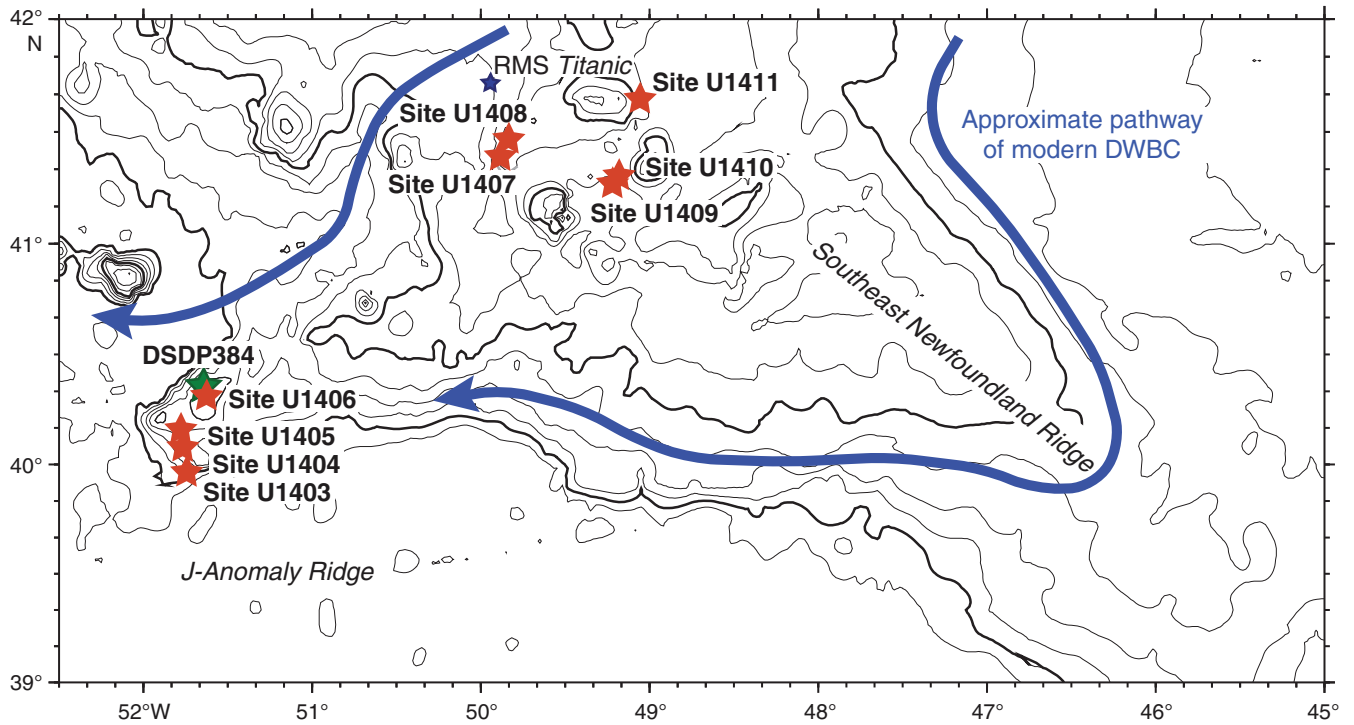 42°
N
RMS Titanic
Site U1411
Site U1408
Approximate pathway
of modern DWBC
Site U1410
Site U1407
Site U1409
41°
Southeast Newfoundland Ridge
DSDP384
Site U1406
Site U1405
Site U1404
40°
Site U1403
J-Anomaly Ridge
39°
52°W 51° 50° 49° 48° 47° 46° 45°